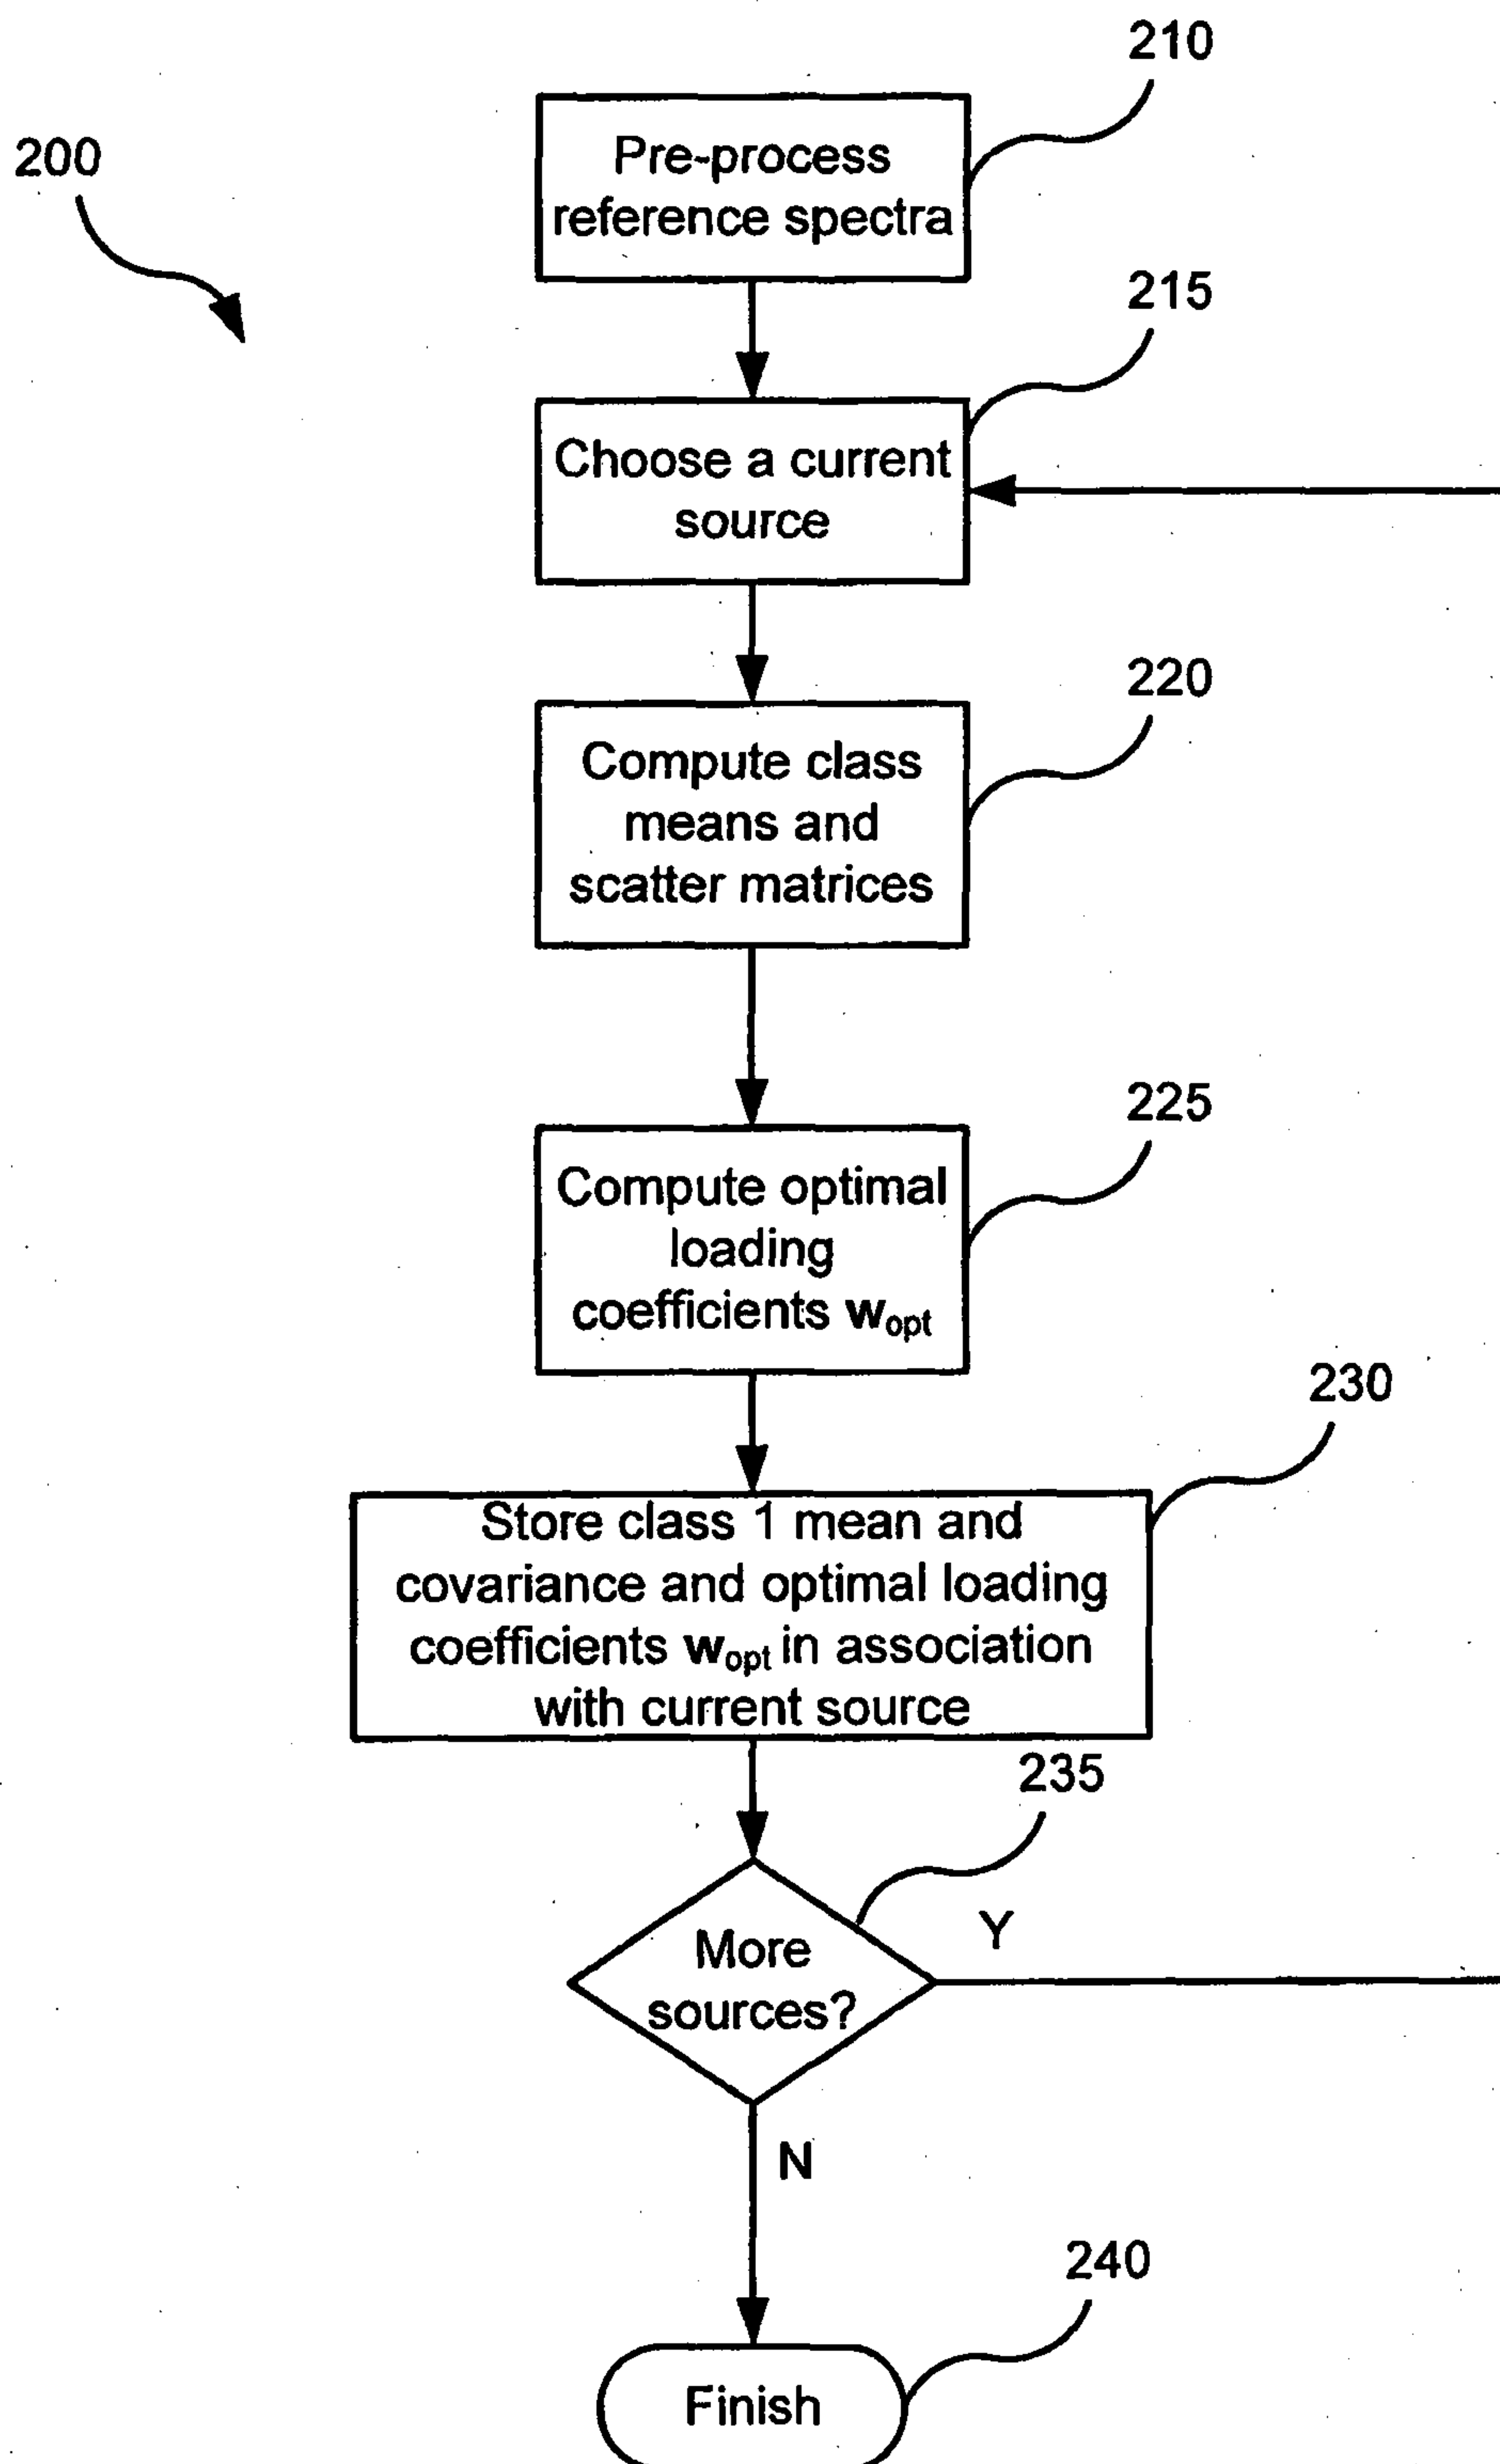 210
200
Pre-process
reference spectra
215
Choose a current
source
220
Compute class
means and
scatter matrices
225
Compute optimal
loading
coefficients wopt
230
Store class 1 mean and
covariance and optimal loading
coefficients wopt in association
with current source
235
Y
More
sources?
N
240
Finish